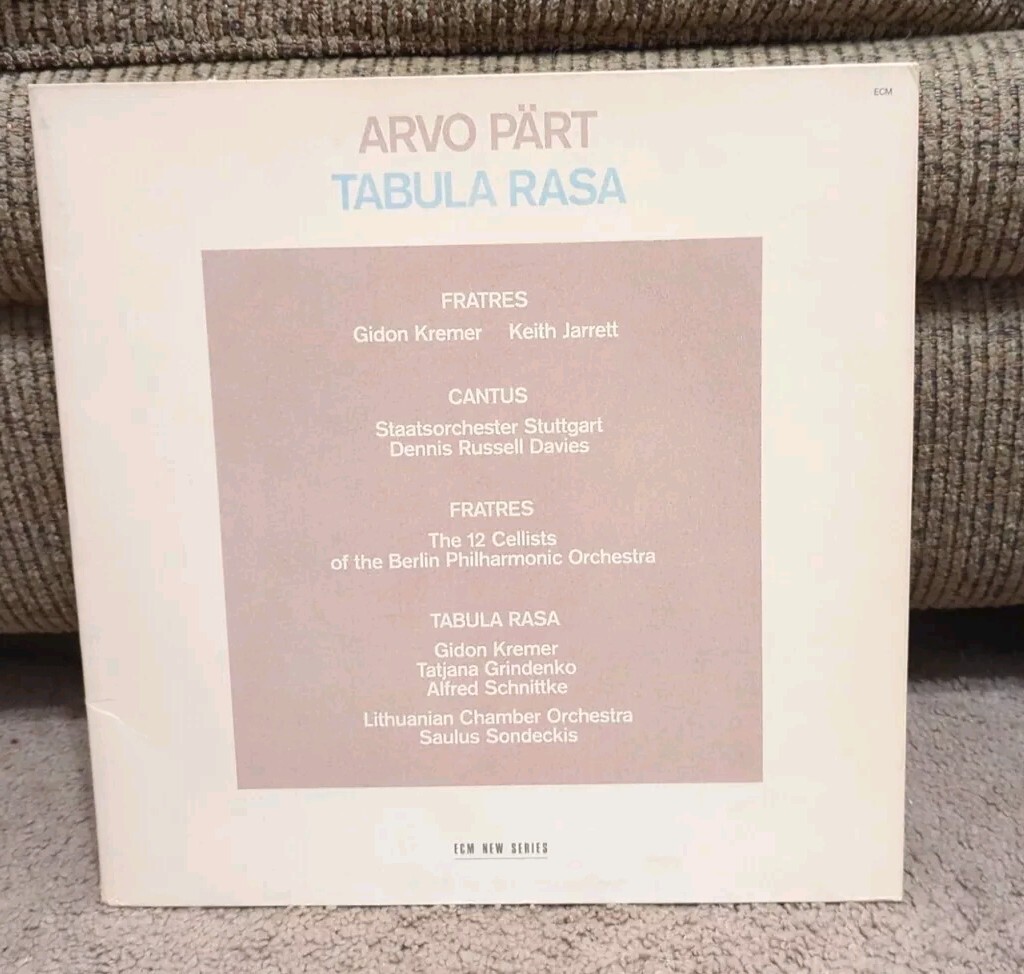 ECM
ARVO PÄRT
TABULA RASA
FRATRES
Gidon Kremer Keith Jarrett
CANTUS
Staatsorchester Stuttgart
Dennis Russell Davies
FRATRES
The 12 Cellists
of the Berlin Philharmonic Orchestra
TABULA RASA
Gidon Kremer
Tatjana Grindenko
Alfred Schnittke
Lithuanian Chamber Orchestra
Saulus Sondeckis
ECM NEW SERIES